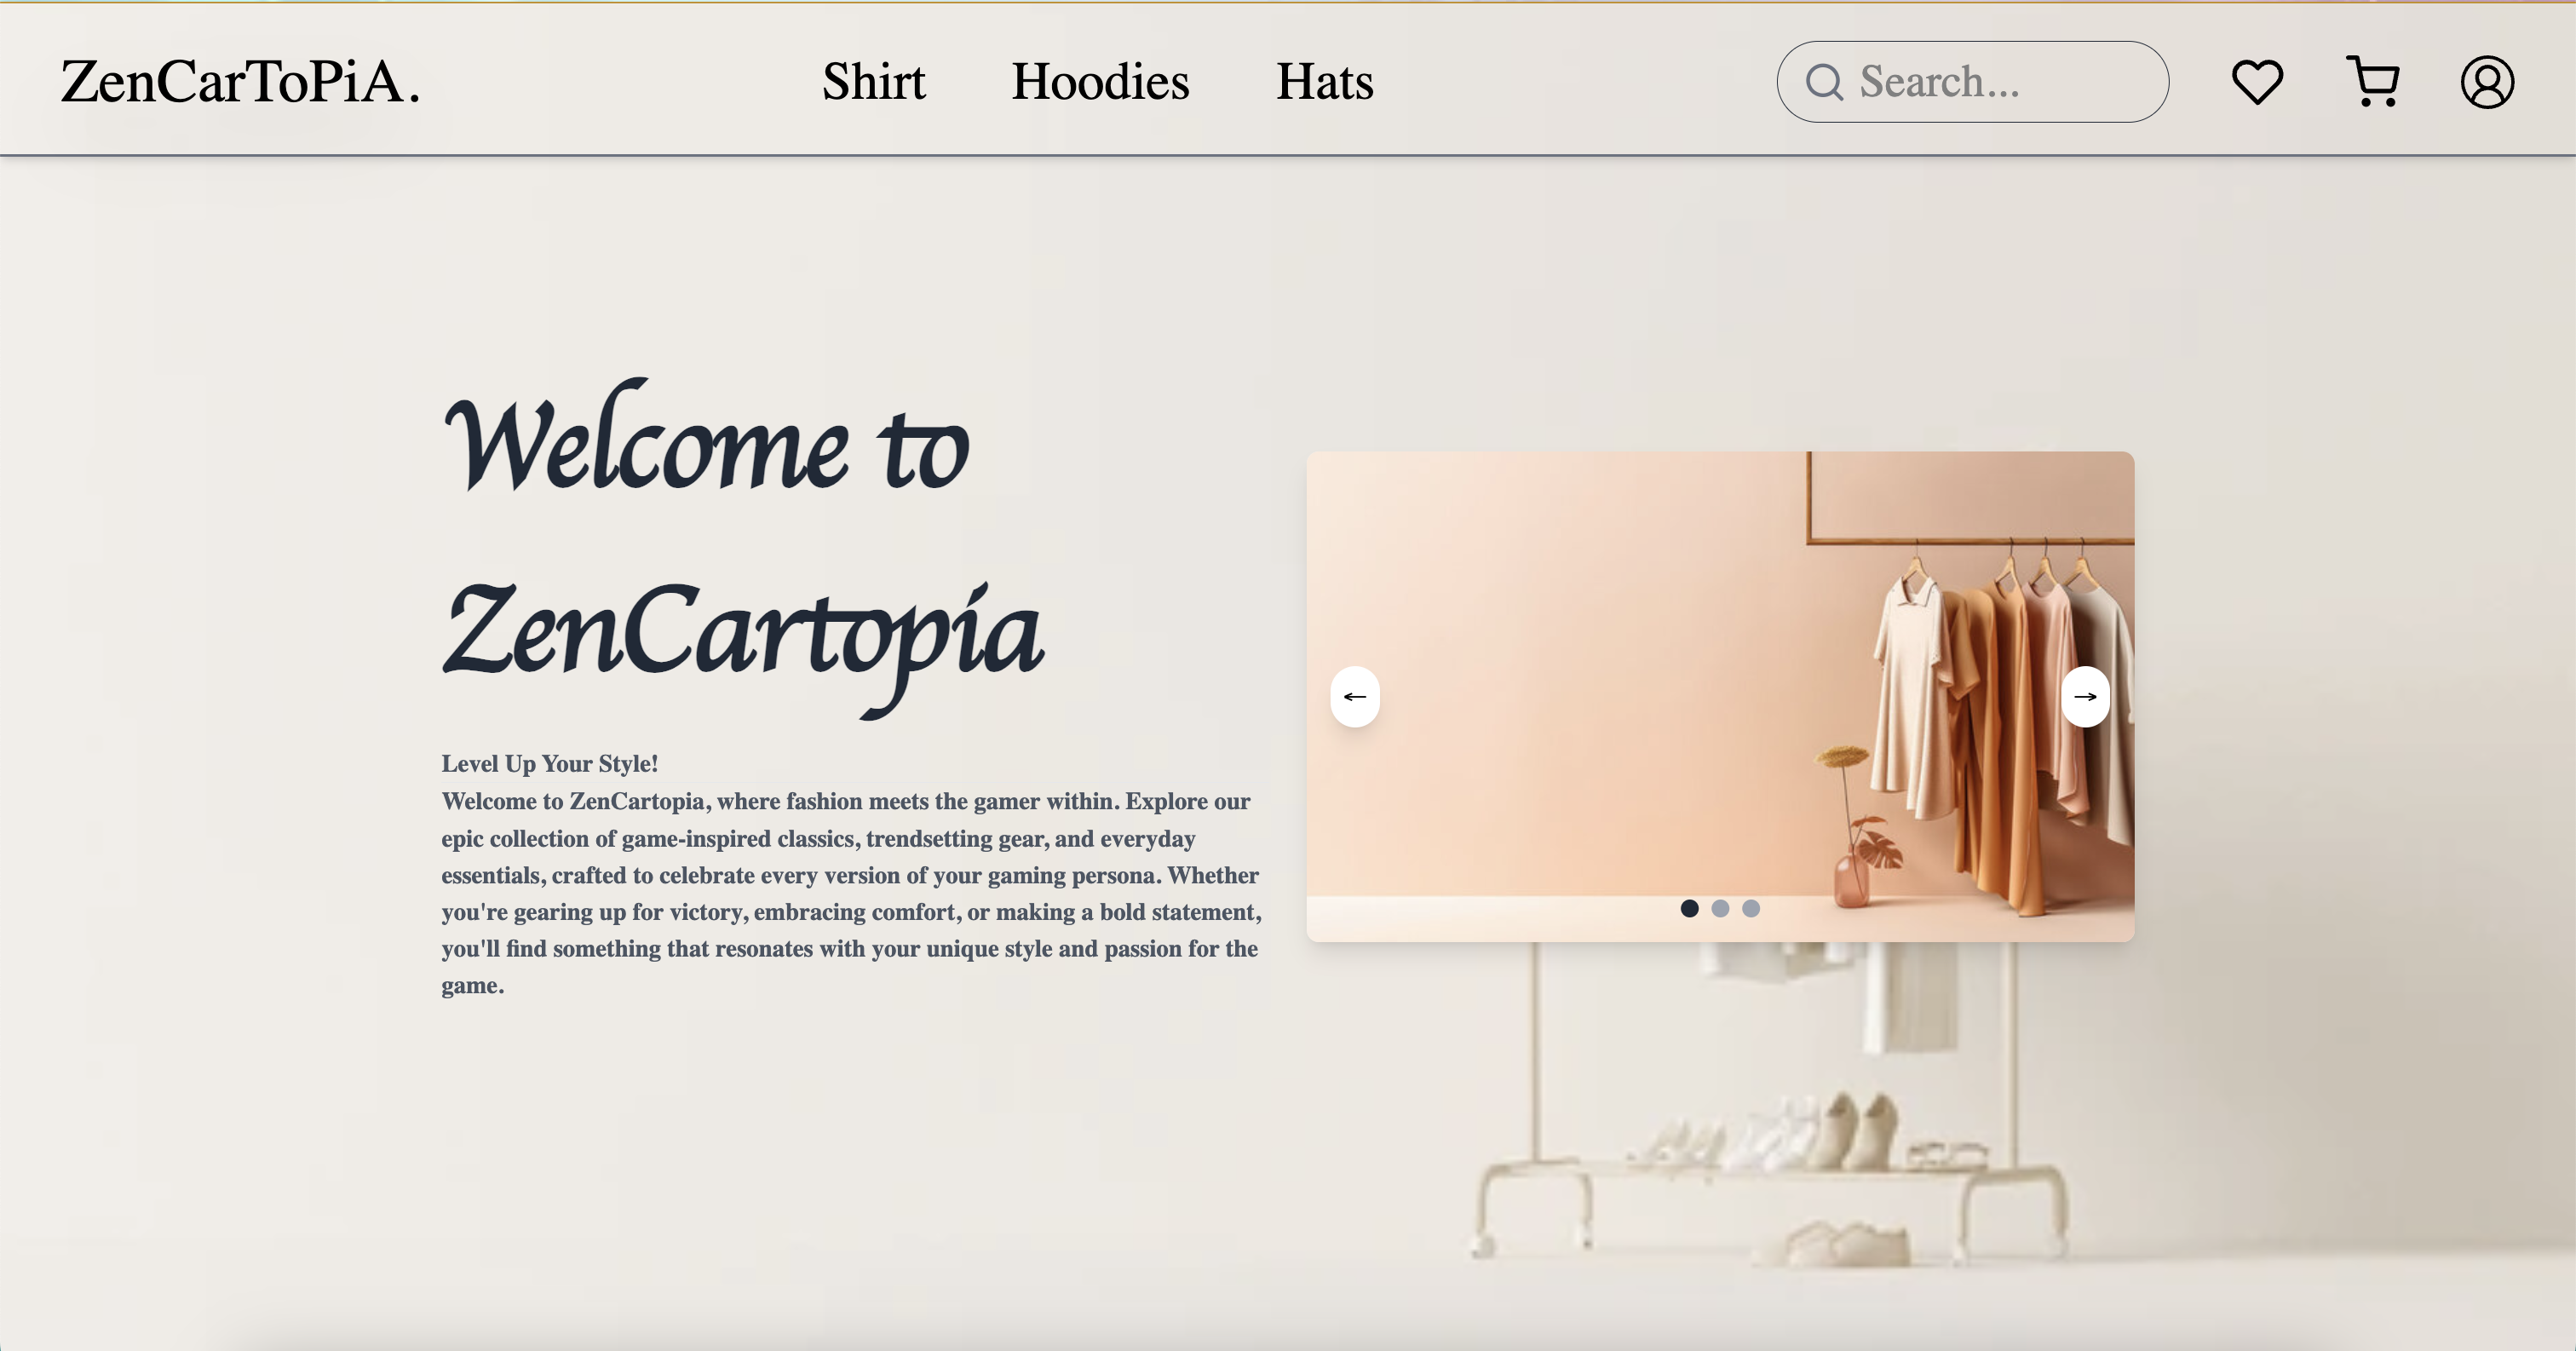 ZenCarToPiA.
Shirt
Hoodies
Hats
Search...
Welcome to
ZenCartopia
Level Up Your Style!
Welcome to ZenCartopia, where fashion meets the gamer within. Explore our
epic collection of game-inspired classics, trendsetting gear, and everyday
essentials, crafted to celebrate every version of your gaming persona. Whether
you're gearing up for victory, embracing comfort, or making a bold statement,
you'll find something that resonates with your unique style and passion for the
game.